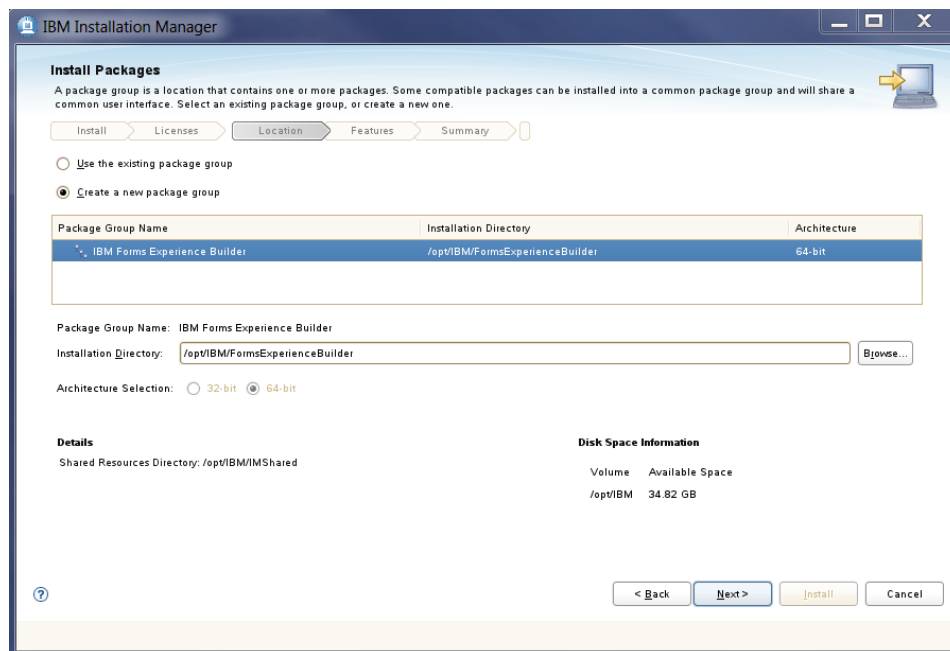 IBM Installation Manager
Install Packages
A package group is a location that contains one or more packages. Some compatible packages can be installed into a common package group and will share a
common user interface. Select an existing package group, or create a new one.
Install Licenses Location Features Summary
Use the existing package group
Create a new package group
Package Group Name Installation Directory Architecture
IBM Forms Experience Builder /opt/IBM/FormsExperienceBuilder 64-bit
Package Group Name: IBM Forms Experience Builder
Installation Directory: /opt/IBM/FormsExperienceBuilder Browse...
Architecture Selection: 32-bit 64-bit
Details Disk Space Information
Shared Resources Directory: /opt/IBM/IMShared
Volume Available Space
/opt/IBM 34.82 GB
? < Back Next > Install Cancel